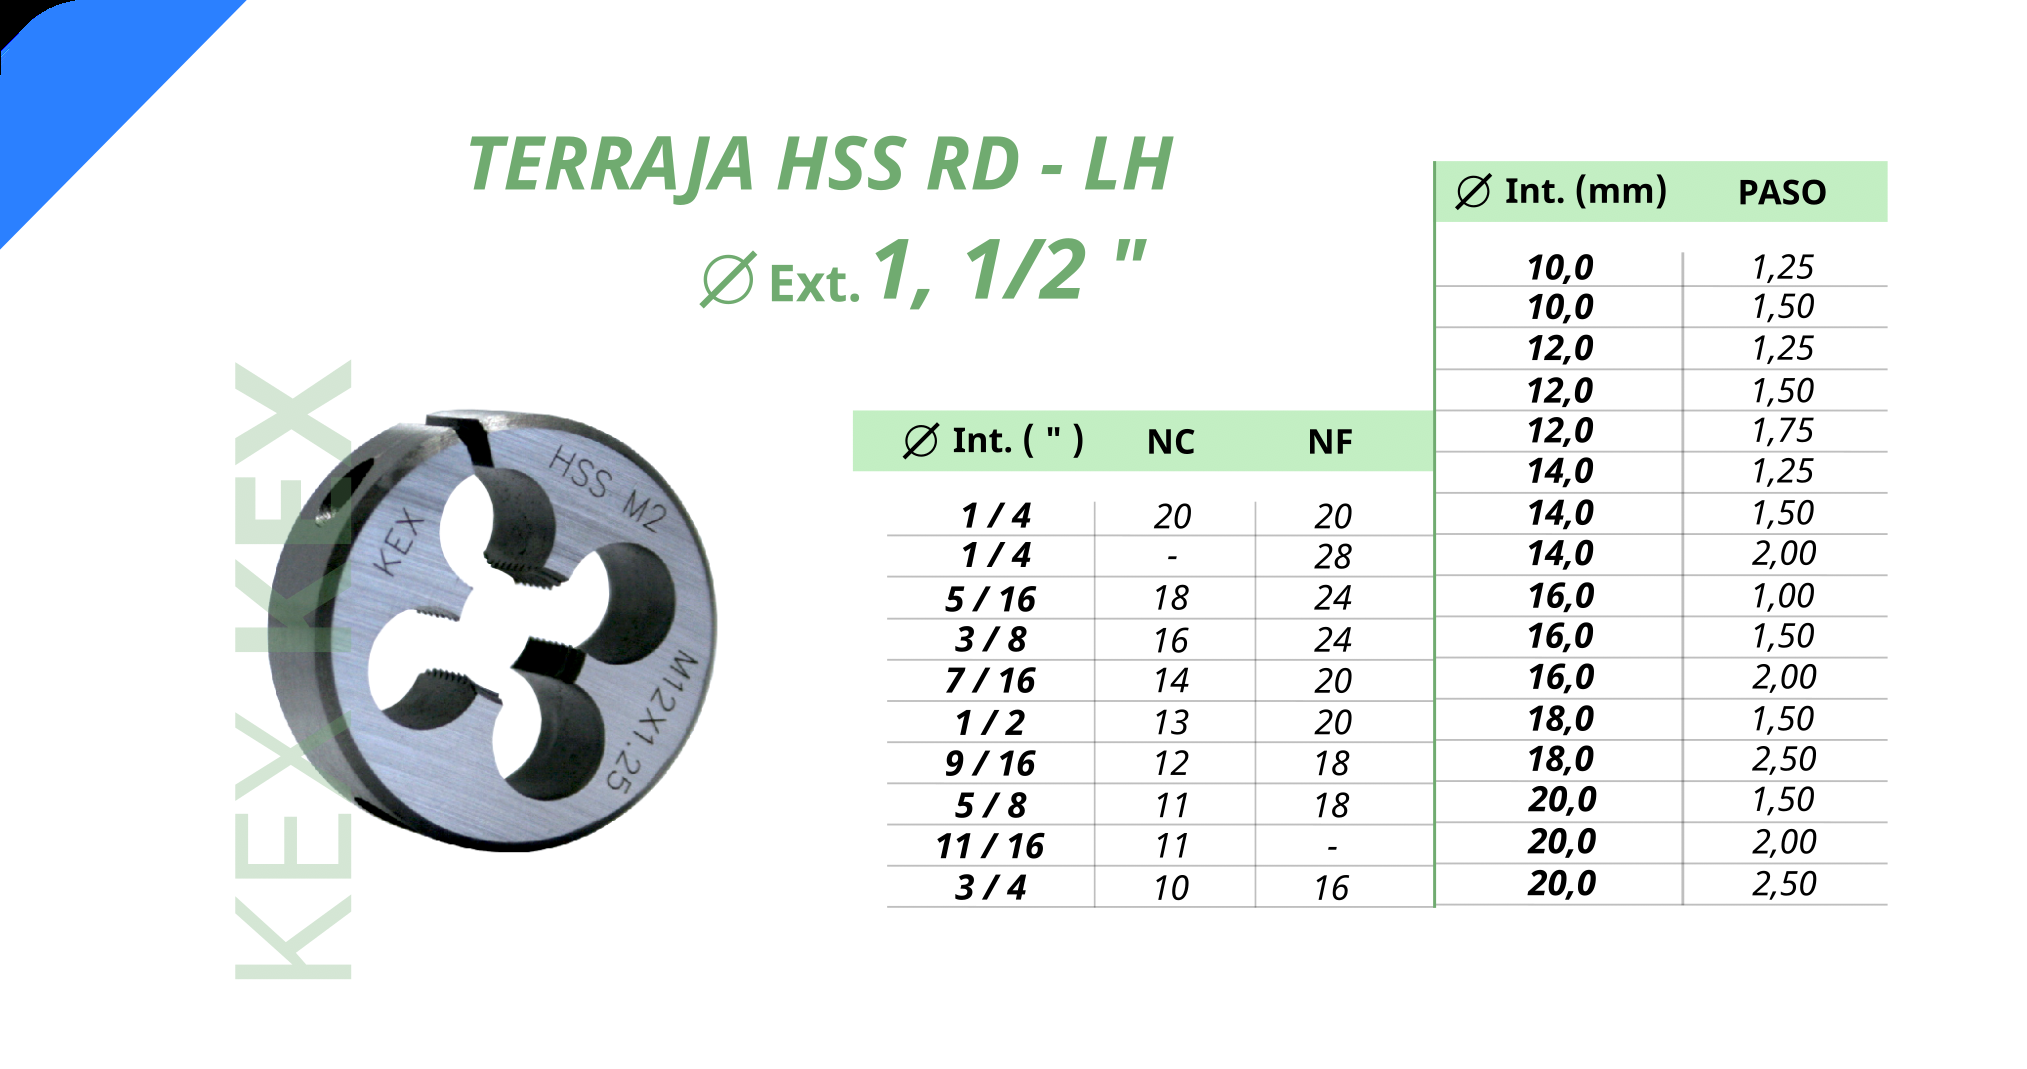 TERRAJA HSS RD - LH
∅ Ext. 1, 1/2 "
KEX KEX KEX
HSS M2
KEX
M12X1.25
∅ Int. ( " ) NC NF
1 / 4 20 20
1 / 4 - 28
5 / 16 18 24
3 / 8 16 24
7 / 16 14 20
1 / 2 13 20
9 / 16 12 18
5 / 8 11 18
11 / 16 11 -
3 / 4 10 16
∅ Int. (mm) PASO
10,0 1,25
10,0 1,50
12,0 1,25
12,0 1,50
12,0 1,75
14,0 1,25
14,0 1,50
14,0 2,00
16,0 1,00
16,0 1,50
16,0 2,00
18,0 1,50
18,0 2,50
20,0 1,50
20,0 2,00
20,0 2,50